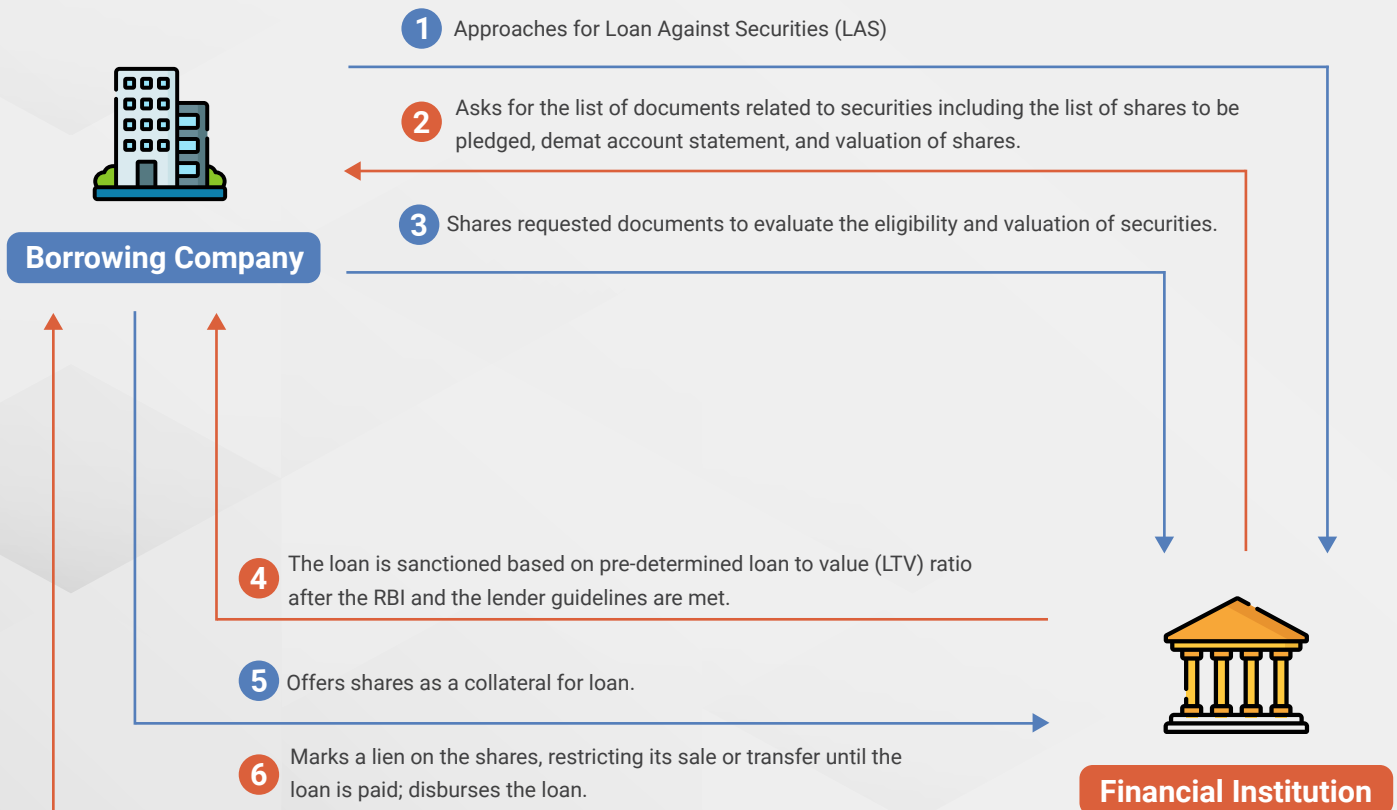 1 Approaches for Loan Against Securities (LAS)
2 Asks for the list of documents related to securities including the list of shares to be
pledged, demat account statement, and valuation of shares.
3 Shares requested documents to evaluate the eligibility and valuation of securities.
Borrowing Company
4 The loan is sanctioned based on pre-determined loan to value (LTV) ratio
after the RBI and the lender guidelines are met.
5 Offers shares as a collateral for loan.
6 Marks a lien on the shares, restricting its sale or transfer until the
loan is paid; disburses the loan.
Financial Institution